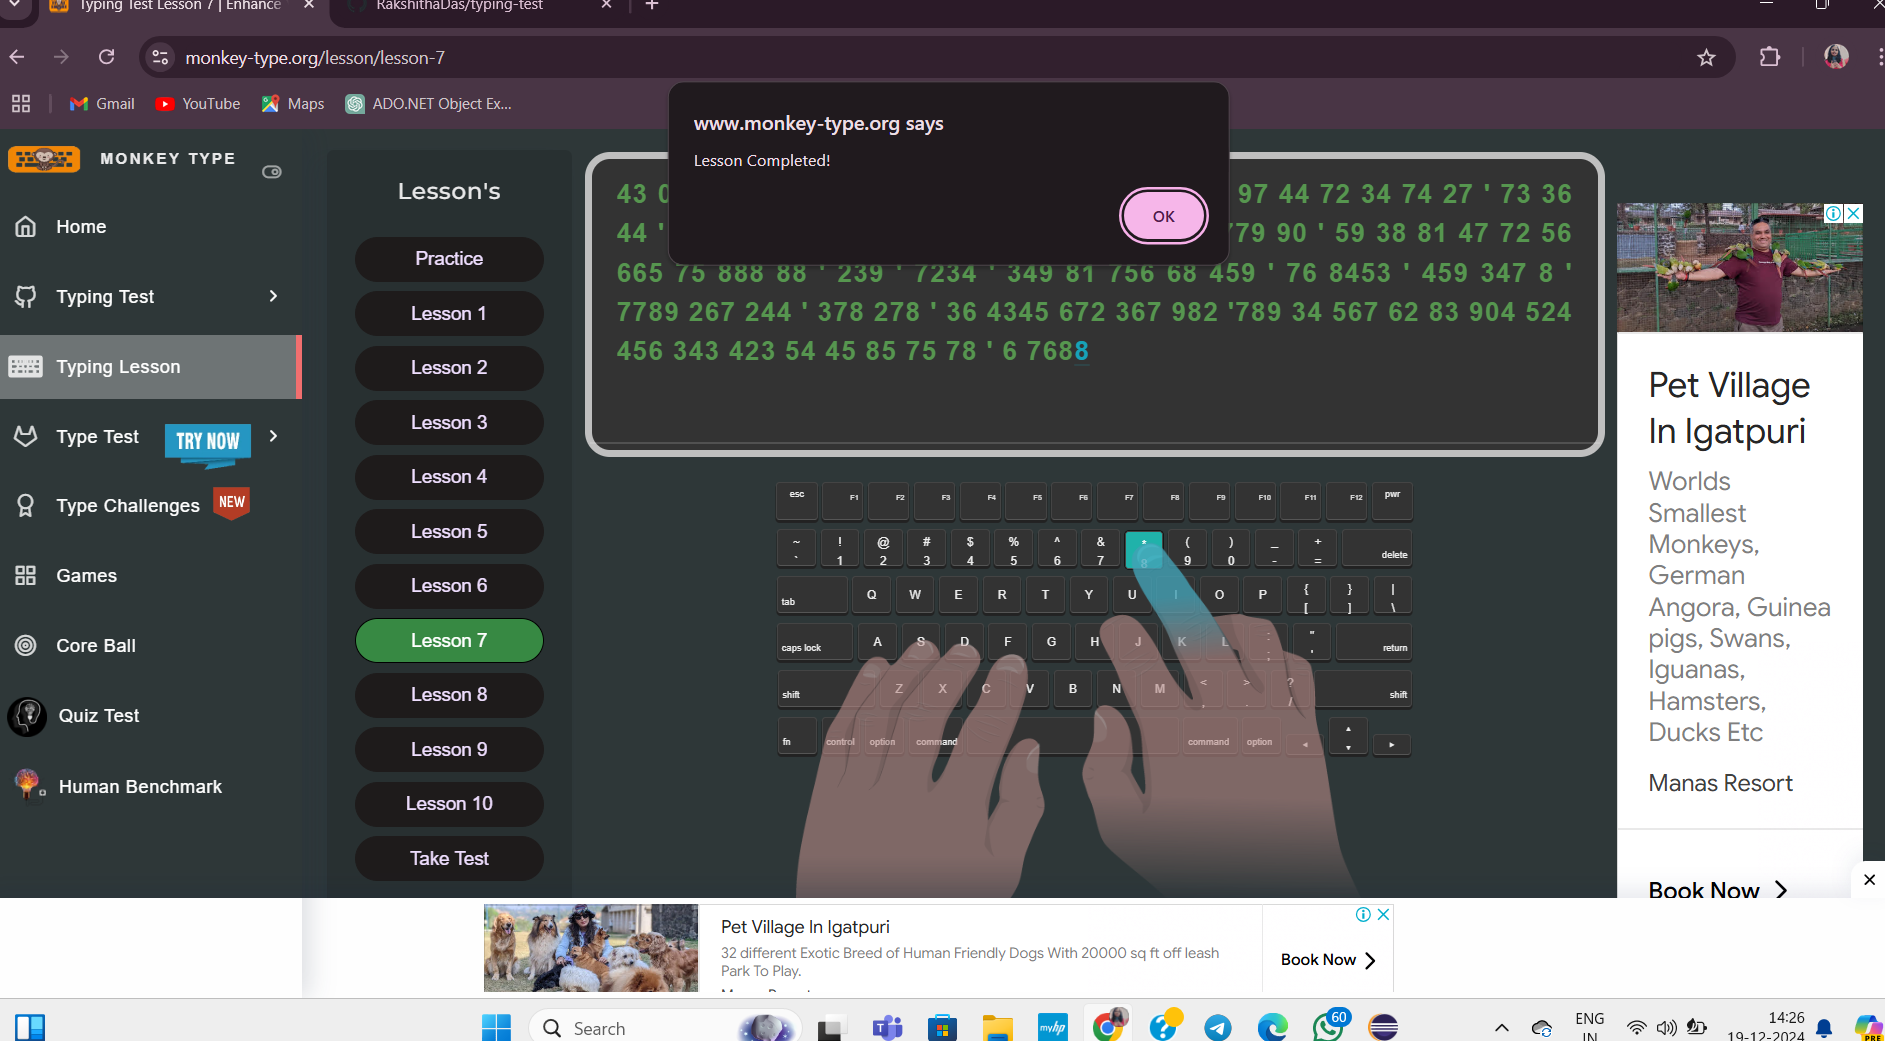 Typing Test Lesson 7 | Enhance
RakshithaDas/typing-test
monkey-type.org/lesson/lesson-7
Gmail
YouTube
Maps
ADO.NET Object Ex...
www.monkey-type.org says
Lesson Completed!
OK
MONKEY TYPE
Home
Typing Test
Typing Lesson
Type Test
TRY NOW
Type Challenges
NEW
Games
Core Ball
Quiz Test
Human Benchmark
Lesson's
Practice
Lesson 1
Lesson 2
Lesson 3
Lesson 4
Lesson 5
Lesson 6
Lesson 7
Lesson 8
Lesson 9
Lesson 10
Take Test
43 97 44 72 34 74 27 ' 73 36
44 ' 779 90 ' 59 38 81 47 72 56
665 75 888 88 ' 239 ' 7234 ' 349 81 756 68 459 ' 76 8453 ' 459 347 8 '
7789 267 244 ' 378 278 ' 36 4345 672 367 982 '789 34 567 62 83 904 524
456 343 423 54 45 85 75 78 ' 6 7688
esc F1 F2 F3 F4 F5 F6 F7 F8 F9 F10 F11 F12 pwr
~ ! @ # $ % ^ & * ( ) _ +
` 1 2 3 4 5 6 7 8 9 0 - = delete
tab Q W E R T Y U I O P { [ } ] | \
caps lock A S D F G H J K L : ; " ' return
shift Z X C V B N M < , > . ? / shift
fn control option command command option ◂ ▴ ▾ ▸
Pet Village
In Igatpuri
Worlds
Smallest
Monkeys,
German
Angora, Guinea
pigs, Swans,
Iguanas,
Hamsters,
Ducks Etc
Manas Resort
Book Now
Pet Village In Igatpuri
32 different Exotic Breed of Human Friendly Dogs With 20000 sq ft off leash
Park To Play.
Book Now
Search
myhp
60
ENG
IN
14:26
19-12-2024
PRE